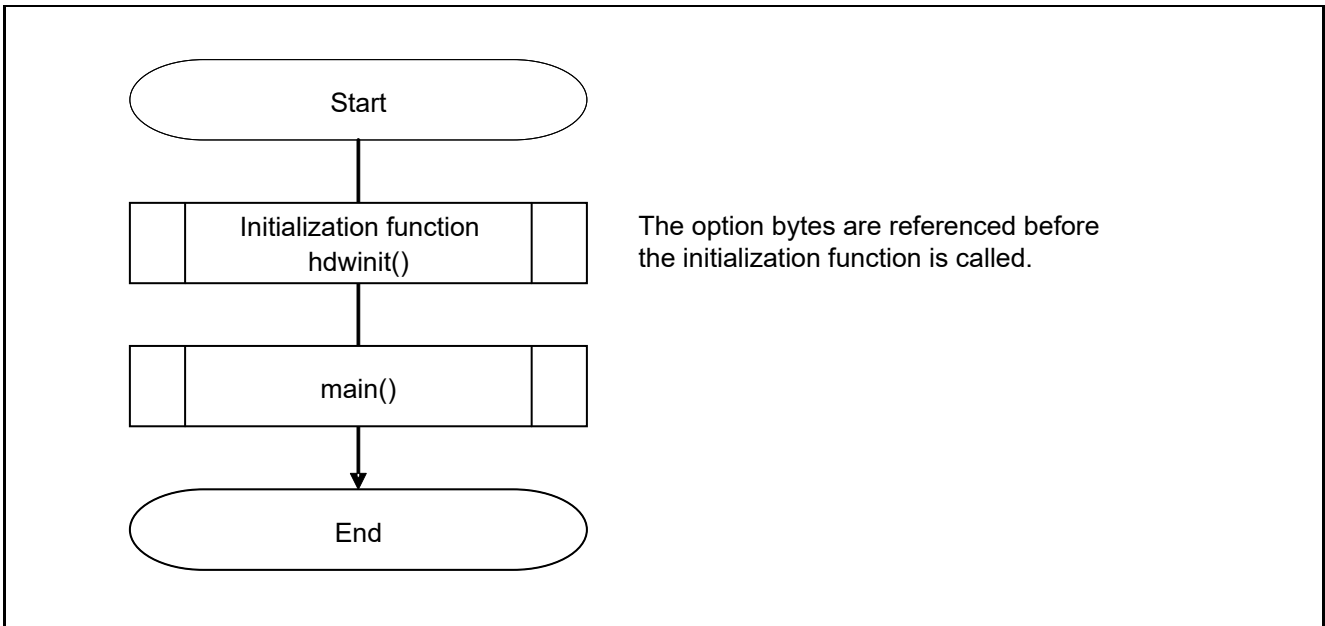 Start
Initialization function
hdwinit()
The option bytes are referenced before
the initialization function is called.
main()
End